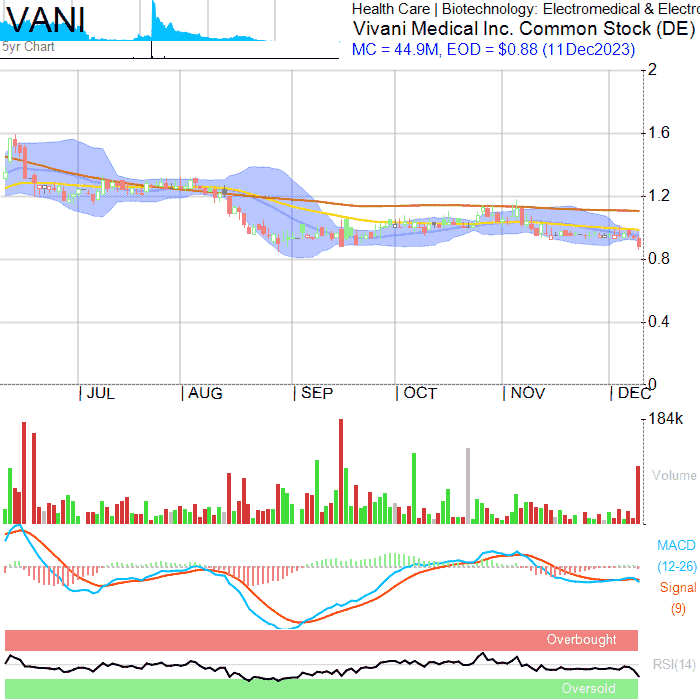 VANI
5yr Chart
Health Care | Biotechnology: Electromedical & Electro
Vivani Medical Inc. Common Stock (DE)
MC = 44.9M, EOD = $0.88 (11Dec2023)
2
1.6
1.2
0.8
0.4
0
| JUL | AUG | SEP | OCT | NOV | DEC
184k
Volume
MACD
(12-26)
Signal
(9)
Overbought
RSI(14)
Oversold